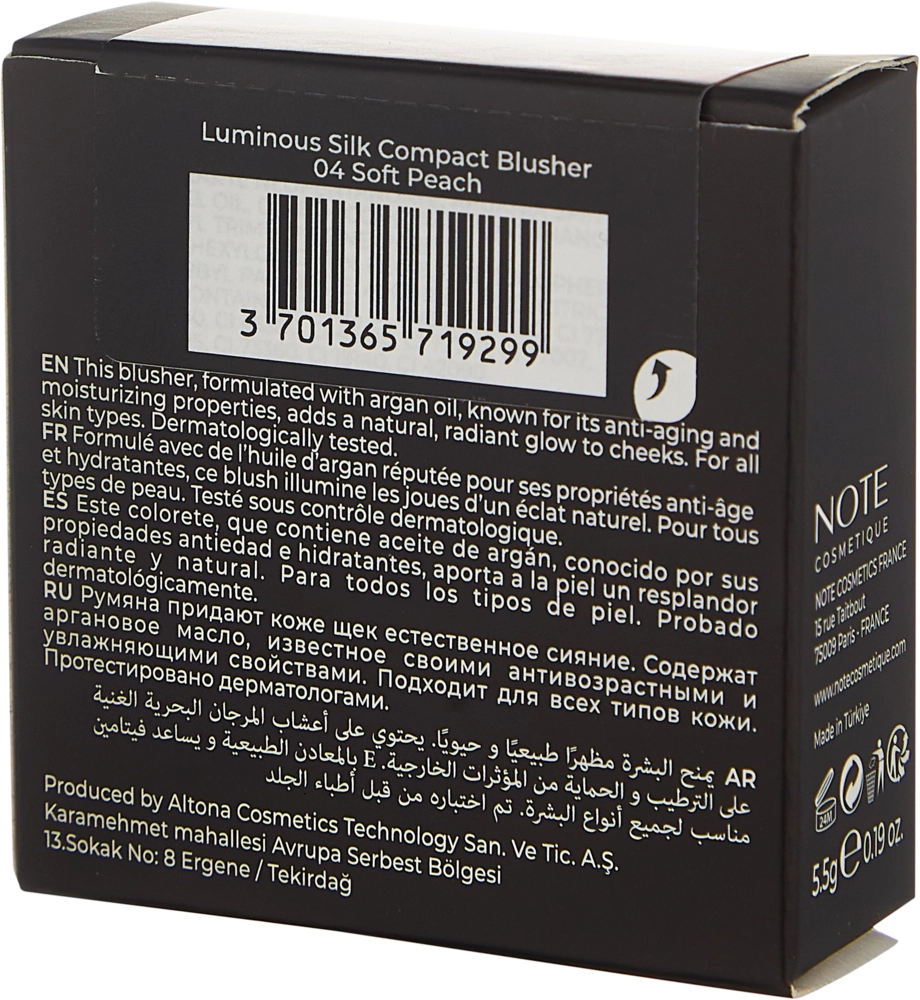 Luminous Silk Compact Blusher
04 Soft Peach
3 701365 719299
EN This blusher, formulated with argan oil, known for its anti-aging and
moisturizing properties, adds a natural, radiant glow to cheeks. For all
skin types. Dermatologically tested.
FR Formulé avec de l'huile d'argan réputée pour ses propriétés anti-âge
et hydratantes, ce blush illumine les joues d'un éclat naturel. Pour tous
types de peau. Testé sous contrôle dermatologique.
ES Este colorete, que contiene aceite de argán, conocido por sus
propiedades antiedad e hidratantes, aporta a la piel un resplandor
radiante y natural. Para todos los tipos de piel. Probado
dermatológicamente.
RU Румяна придают коже щек естественное сияние. Содержат
аргановое масло, известное своими антивозрастными и
увлажняющими свойствами. Подходит для всех типов кожи.
Протестировано дерматологами.
AR يمنح البشرة مظهرًا طبيعيًا و حيويًا. يحتوي على أعشاب المرجان البحرية الغنية
بالمعادن الطبيعية و يساعد فيتامين E على الترطيب و الحماية من المؤثرات الخارجية.
مناسب لجميع أنواع البشرة. تم اختباره من قبل أطباء الجلد
Produced by Altona Cosmetics Technology San. Ve Tic. A.Ş.
Karamehmet mahallesi Avrupa Serbest Bölgesi
13.Sokak No: 8 Ergene / Tekirdağ
NOTE
COSMETIQUE
NOTE COSMETICS FRANCE
15 rue Taitbout
75009 Paris - FRANCE
www.notecosmetique.com
Made in Türkiye
24M
5.5g e 0.19 oz.